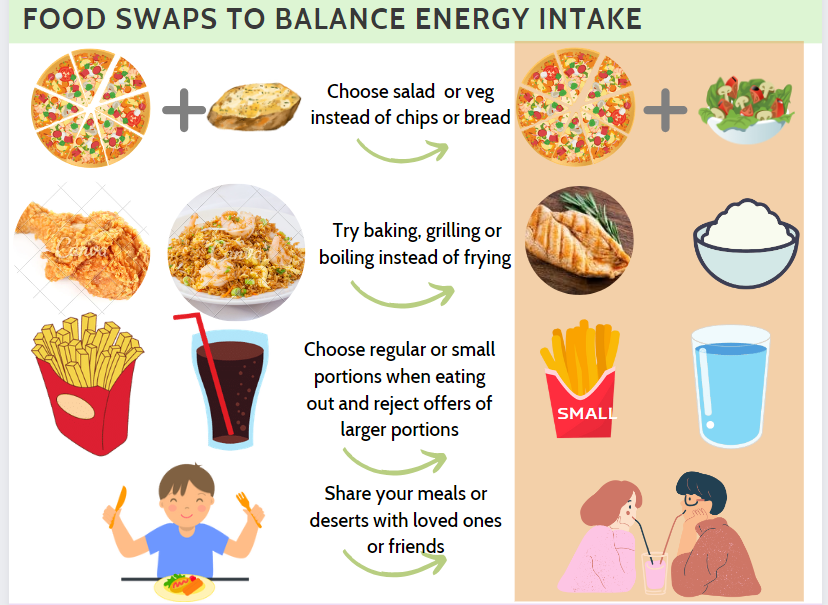 FOOD SWAPS TO BALANCE ENERGY INTAKE
Choose salad or veg
instead of chips or bread
Try baking, grilling or
boiling instead of frying
Choose regular or small
portions when eating
out and reject offers of
larger portions
SMALL
Share your meals or
deserts with loved ones
or friends